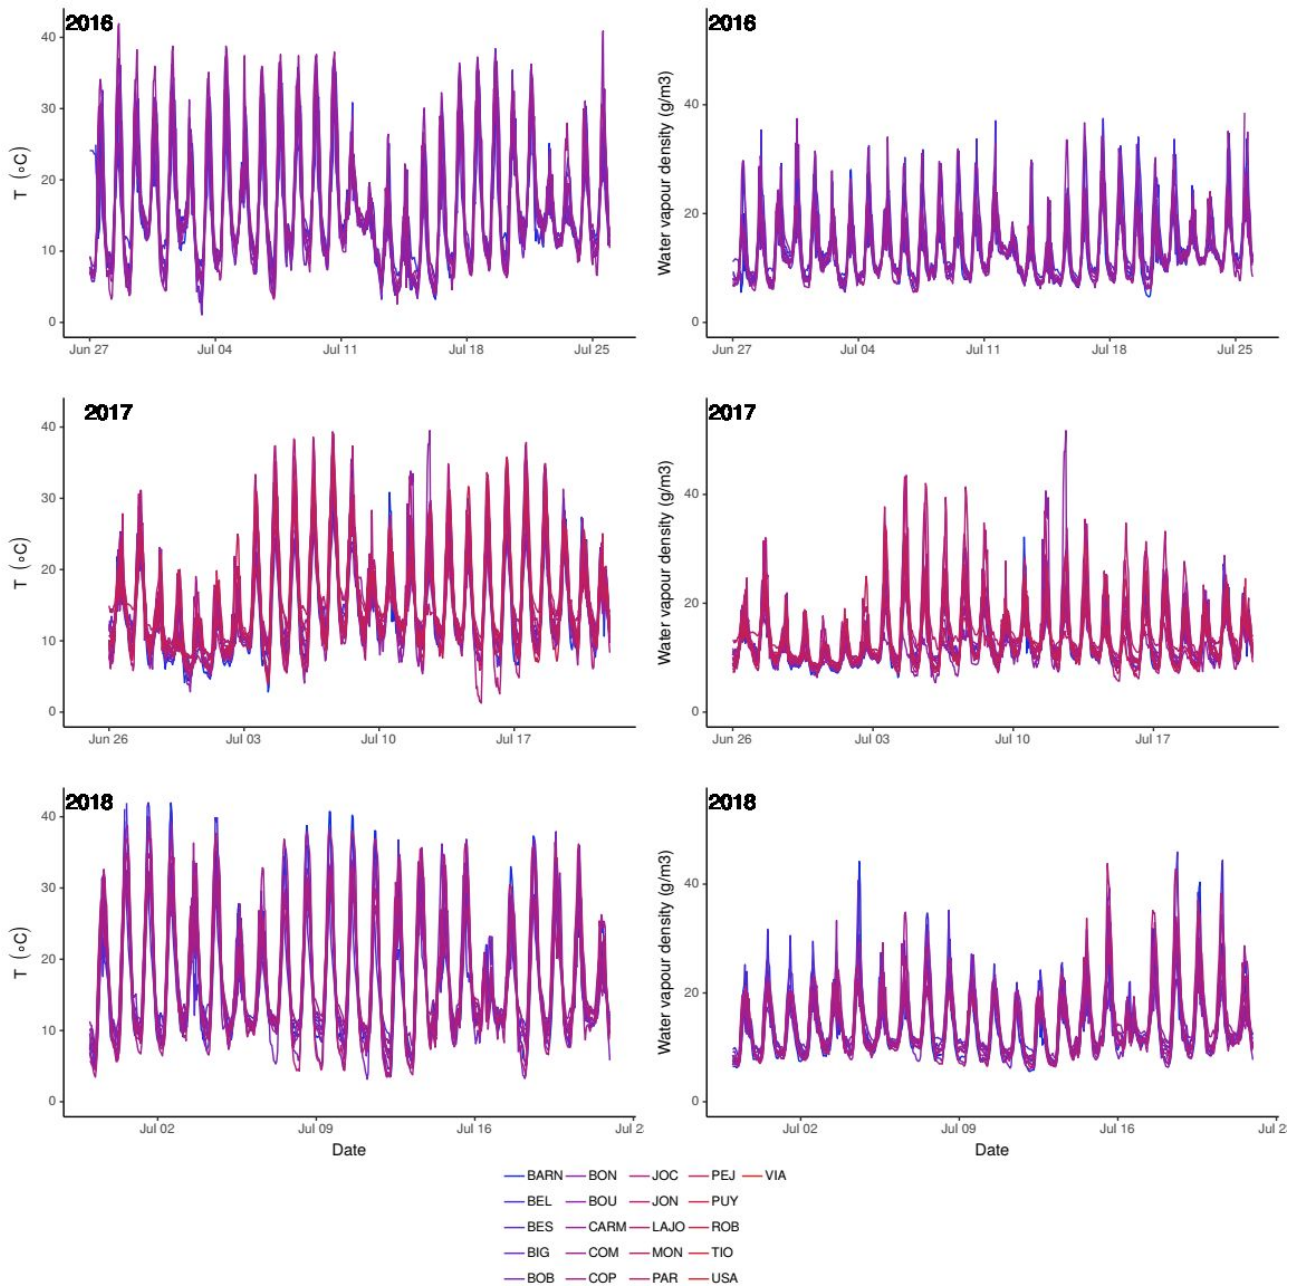 2016
2016
40
30
20
10
0
T (∘C)
Jun 27 Jul 04 Jul 11 Jul 18 Jul 25
Water vapour density (g/m3)
40
20
0
Jun 27 Jul 04 Jul 11 Jul 18 Jul 25
2017
2017
40
30
20
10
0
T (∘C)
Jun 26 Jul 03 Jul 10 Jul 17
Water vapour density (g/m3)
40
20
0
Jun 26 Jul 03 Jul 10 Jul 17
2018
2018
40
30
20
10
0
T (∘C)
Jul 02 Jul 09 Jul 16 Jul 2
Date
Water vapour density (g/m3)
40
20
0
Jul 02 Jul 09 Jul 16 Jul 2
Date
BARN BON JOC PEJ VIA
BEL BOU JON PUY
BES CARM LAJO ROB
BIG COM MON TIO
BOB COP PAR USA